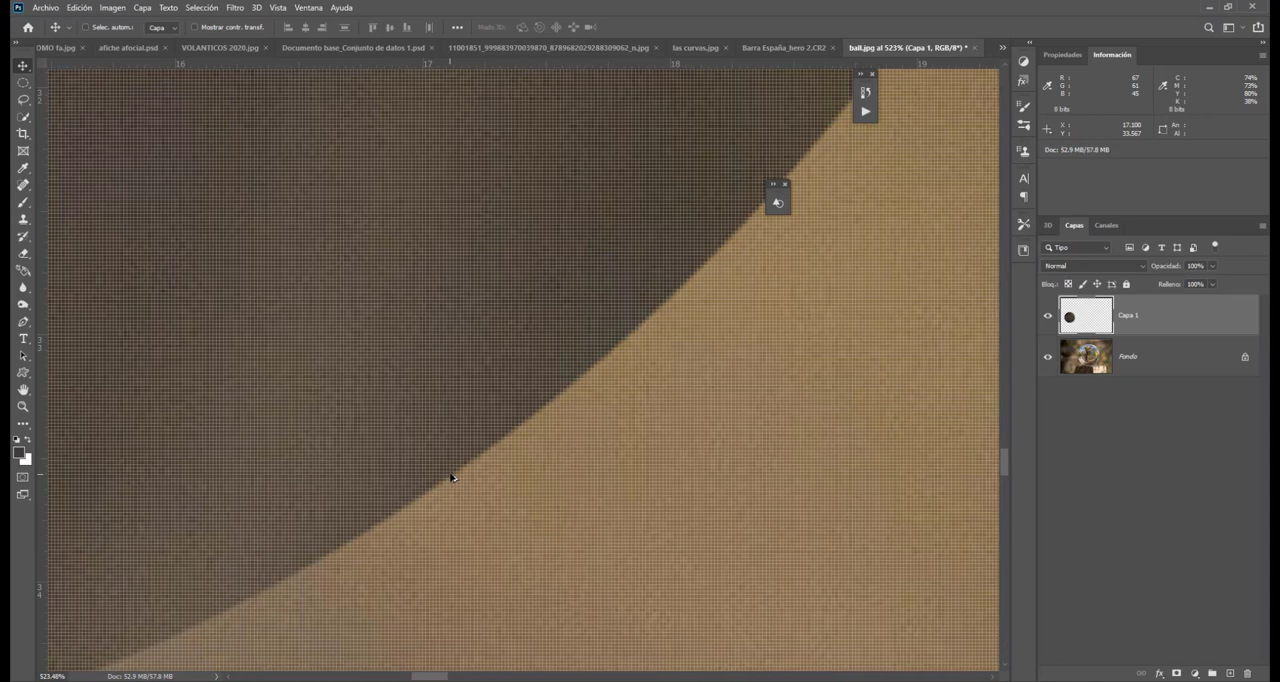 Ps Archivo Edición Imagen Capa Texto Selección Filtro 3D Vista Ventana Ayuda
Selec. autom.: Capa Mostrar contr. transf. Modo 3D:
OMO fa.jpg × afiche afocial.psd × VOLANTICOS 2020.jpg × Documento base_Conjunto de datos 1.psd × 11001851_999883970039870_8789682029288309062_n.jpg × las curvas.jpg × Barra España_hero 2.CR2 × ball.jpg al 523% (Capa 1, RGB/8*) * ×
16 17 18 19
Propiedades Información
R : 67 C : 74%
G : 61 M : 73%
B : 45 Y : 80%
K : 38%
8 bits 8 bits
X : 17.100 An :
Y : 33.567 Al :
Doc: 52.9 MB/57.8 MB
3D Capas Canales
Tipo
Normal Opacidad: 100%
Bloq.: Relleno: 100%
Capa 1
Fondo
523.48% Doc: 52.9 MB/57.8 MB